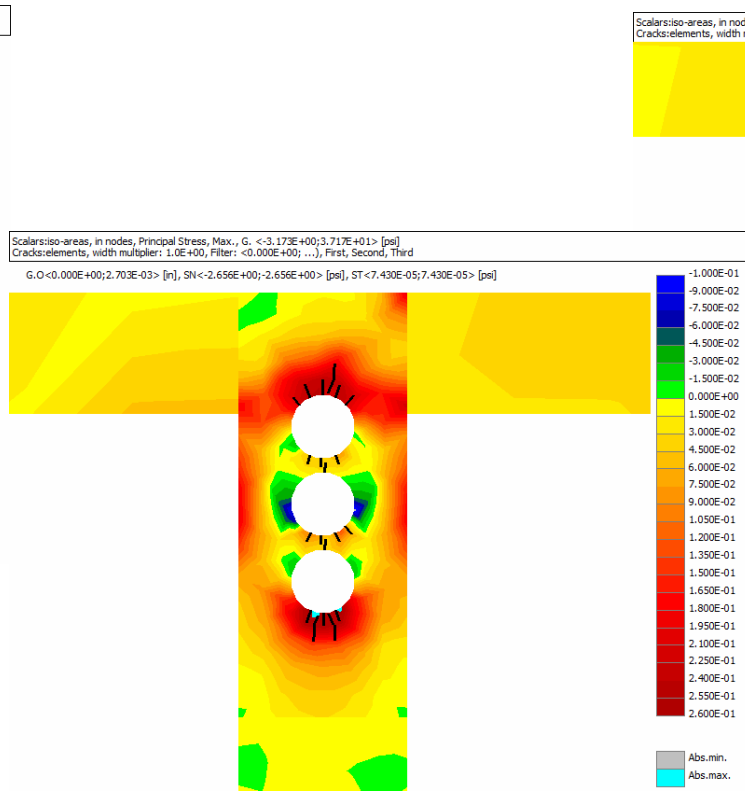 Scalars:iso-areas, in nod
Cracks:elements, width m
Scalars:iso-areas, in nodes, Principal Stress, Max., G. <-3.173E+00;3.717E+01> [psi]
Cracks:elements, width multiplier: 1.0E+00, Filter: <0.000E+00; ...), First, Second, Third
G.O<0.000E+00;2.703E-03> [in], SN<-2.656E+00;-2.656E+00> [psi], ST<7.430E-05;7.430E-05> [psi]
-1.000E-01
-9.000E-02
-7.500E-02
-6.000E-02
-4.500E-02
-3.000E-02
-1.500E-02
0.000E+00
1.500E-02
3.000E-02
4.500E-02
6.000E-02
7.500E-02
9.000E-02
1.050E-01
1.200E-01
1.350E-01
1.500E-01
1.650E-01
1.800E-01
1.950E-01
2.100E-01
2.250E-01
2.400E-01
2.550E-01
2.600E-01
Abs.min.
Abs.max.